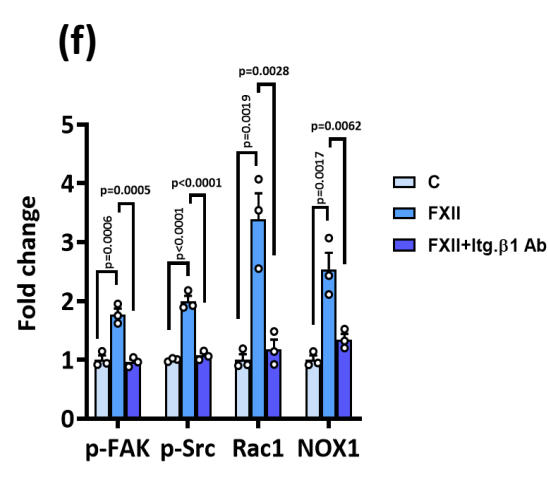 (f)
Fold change
5
4
3
2
1
0
p=0.0006
p=0.0005
p<0.0001
p<0.0001
p=0.0019
p=0.0028
p=0.0017
p=0.0062
p-FAK p-Src Rac1 NOX1
C
FXII
FXII+Itg.β1 Ab